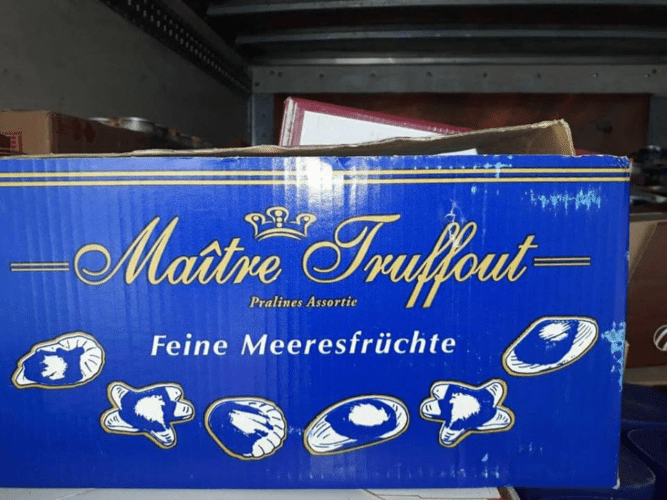 Maître Truffout
Pralines Assortie
Feine Meeresfrüchte